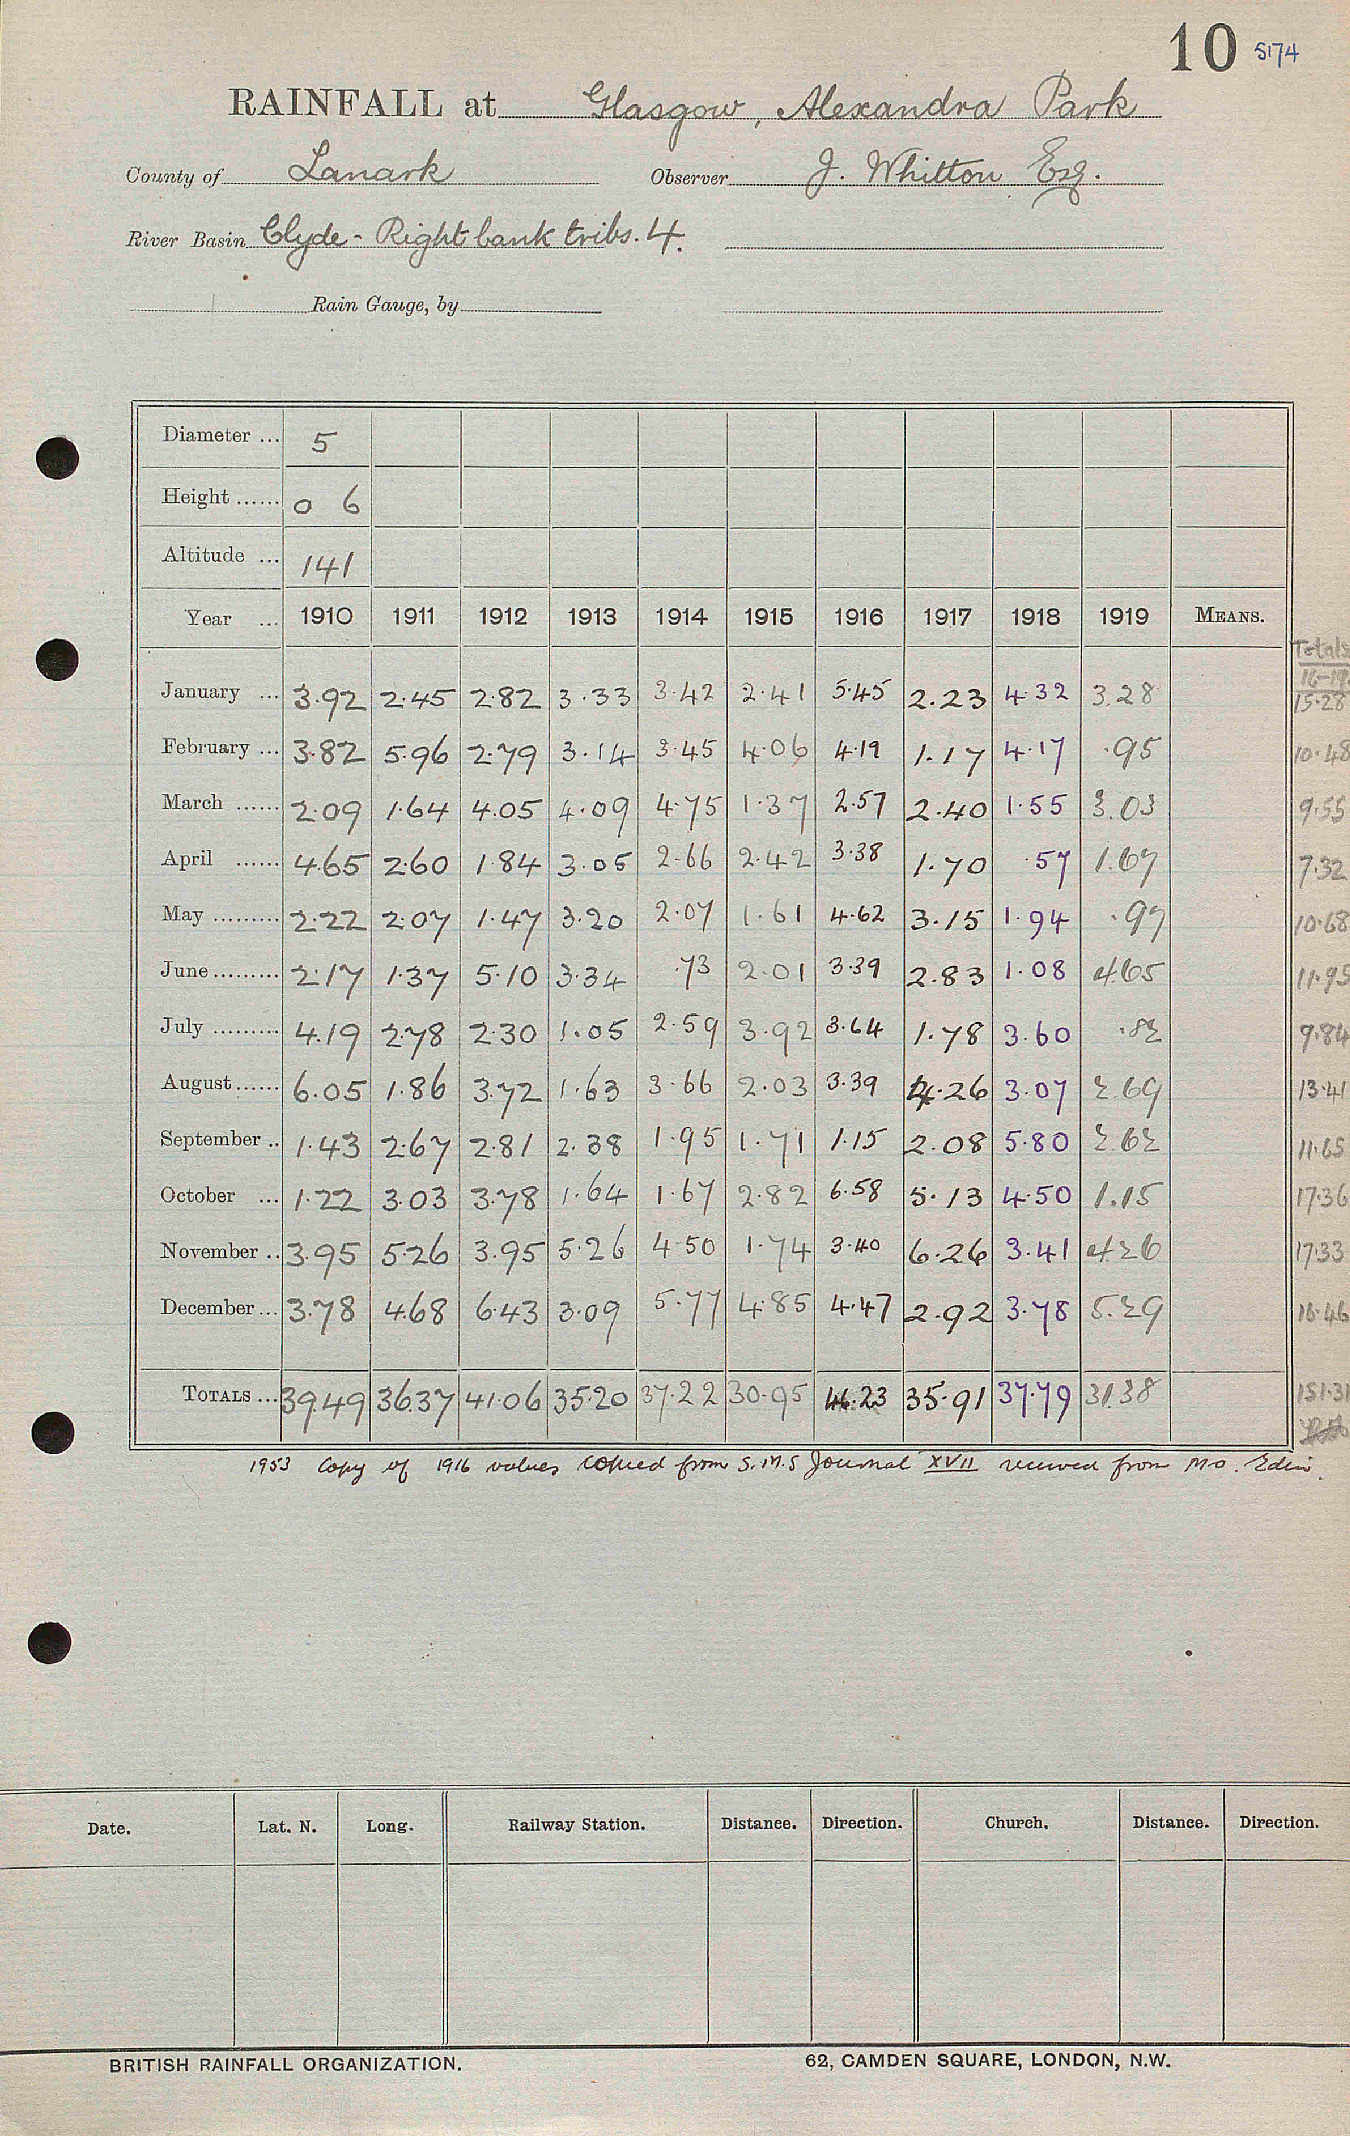 10 5174
RAINFALL at Glasgow, Alexandra Park
County of Lanark Observer J. Whitton Esq.
River Basin Clyde - Right bank tribs. 4.
Rain Gauge, by
Diameter ... 5
Height ...... 0 6
Altitude ... 141
Year ... 1910 1911 1912 1913 1914 1915 1916 1917 1918 1919 MEANS.
Totals
16-19
January ... 3.92 2.45 2.82 3.33 3.42 2.41 5.45 2.23 4.32 3.28 15.28
February ... 3.82 5.96 2.79 3.14 3.45 4.06 4.19 1.17 4.17 .95 10.48
March ...... 2.09 1.64 4.05 4.09 4.75 1.37 2.57 2.40 1.55 3.03 9.55
April ...... 4.65 2.60 1.84 3.05 2.66 2.42 3.38 1.70 .57 1.67 7.32
May ......... 2.22 2.07 1.47 3.20 2.07 1.61 4.62 3.15 1.94 .97 10.68
June ......... 2.17 1.37 5.10 3.34 .73 2.01 3.39 2.83 1.08 4.65 11.95
July .......... 4.19 2.78 2.30 1.05 2.59 3.92 3.64 1.78 3.60 .82 9.84
August ...... 6.05 1.86 3.72 1.63 3.66 2.03 3.39 4.26 3.07 2.69 13.41
September .. 1.43 2.67 2.81 2.38 1.95 1.71 1.15 2.08 5.80 2.62 11.65
October ... 1.22 3.03 3.78 1.64 1.67 2.82 6.58 5.13 4.50 1.15 17.36
November .. 3.95 5.26 3.95 5.26 4.50 1.74 3.40 6.26 3.41 4.26 17.33
December ... 3.78 4.68 6.43 3.09 5.77 4.85 4.47 2.92 3.78 5.29 16.46
TOTALS ... 39.49 36.37 41.06 35.20 37.22 30.95 46.23 35.91 37.79 31.38 151.31
1953 Copy of 1916 values copied from S.M.S Journal XVII received from M.O. Edin.
Date. Lat. N. Long. Railway Station. Distance. Direction. Church. Distance. Direction.
BRITISH RAINFALL ORGANIZATION. 62, CAMDEN SQUARE, LONDON, N.W.